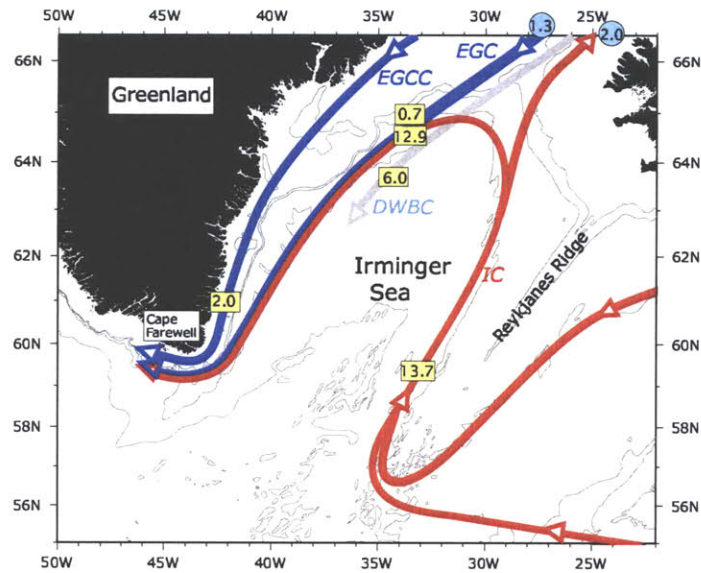 50W 45W 40W 35W 30W 25W
1.3
2.0
66N 66N
EGC
EGCC
Greenland
0.7
12.9
64N 64N
6.0
DWBC
62N 62N
Irminger
Sea
IC
Reykjanes Ridge
2.0
Cape
Farewell
60N 60N
13.7
58N 58N
56N 56N
50W 45W 40W 35W 30W 25W